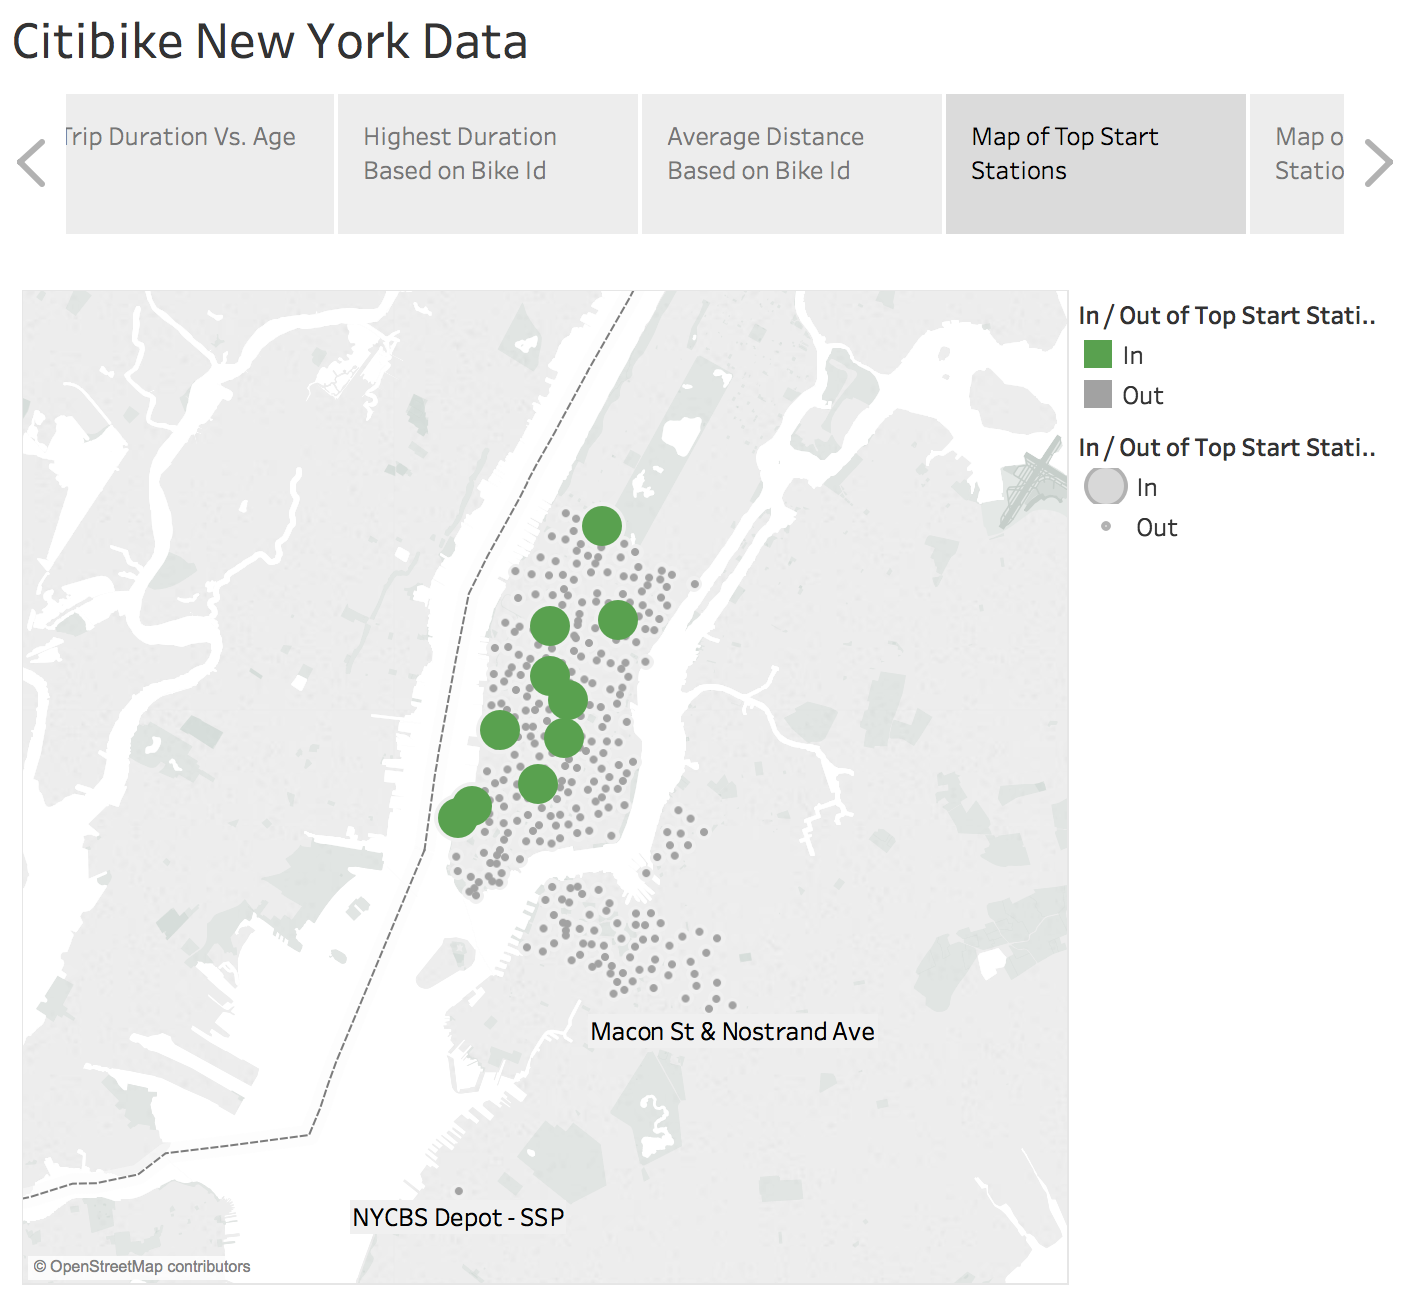 Citibike New York Data
Trip Duration Vs. Age
Highest Duration
Based on Bike Id
Average Distance
Based on Bike Id
Map of Top Start
Stations
Map o
Statio
In / Out of Top Start Stati..
In
Out
In / Out of Top Start Stati..
In
Out
Macon St & Nostrand Ave
NYCBS Depot - SSP
© OpenStreetMap contributors